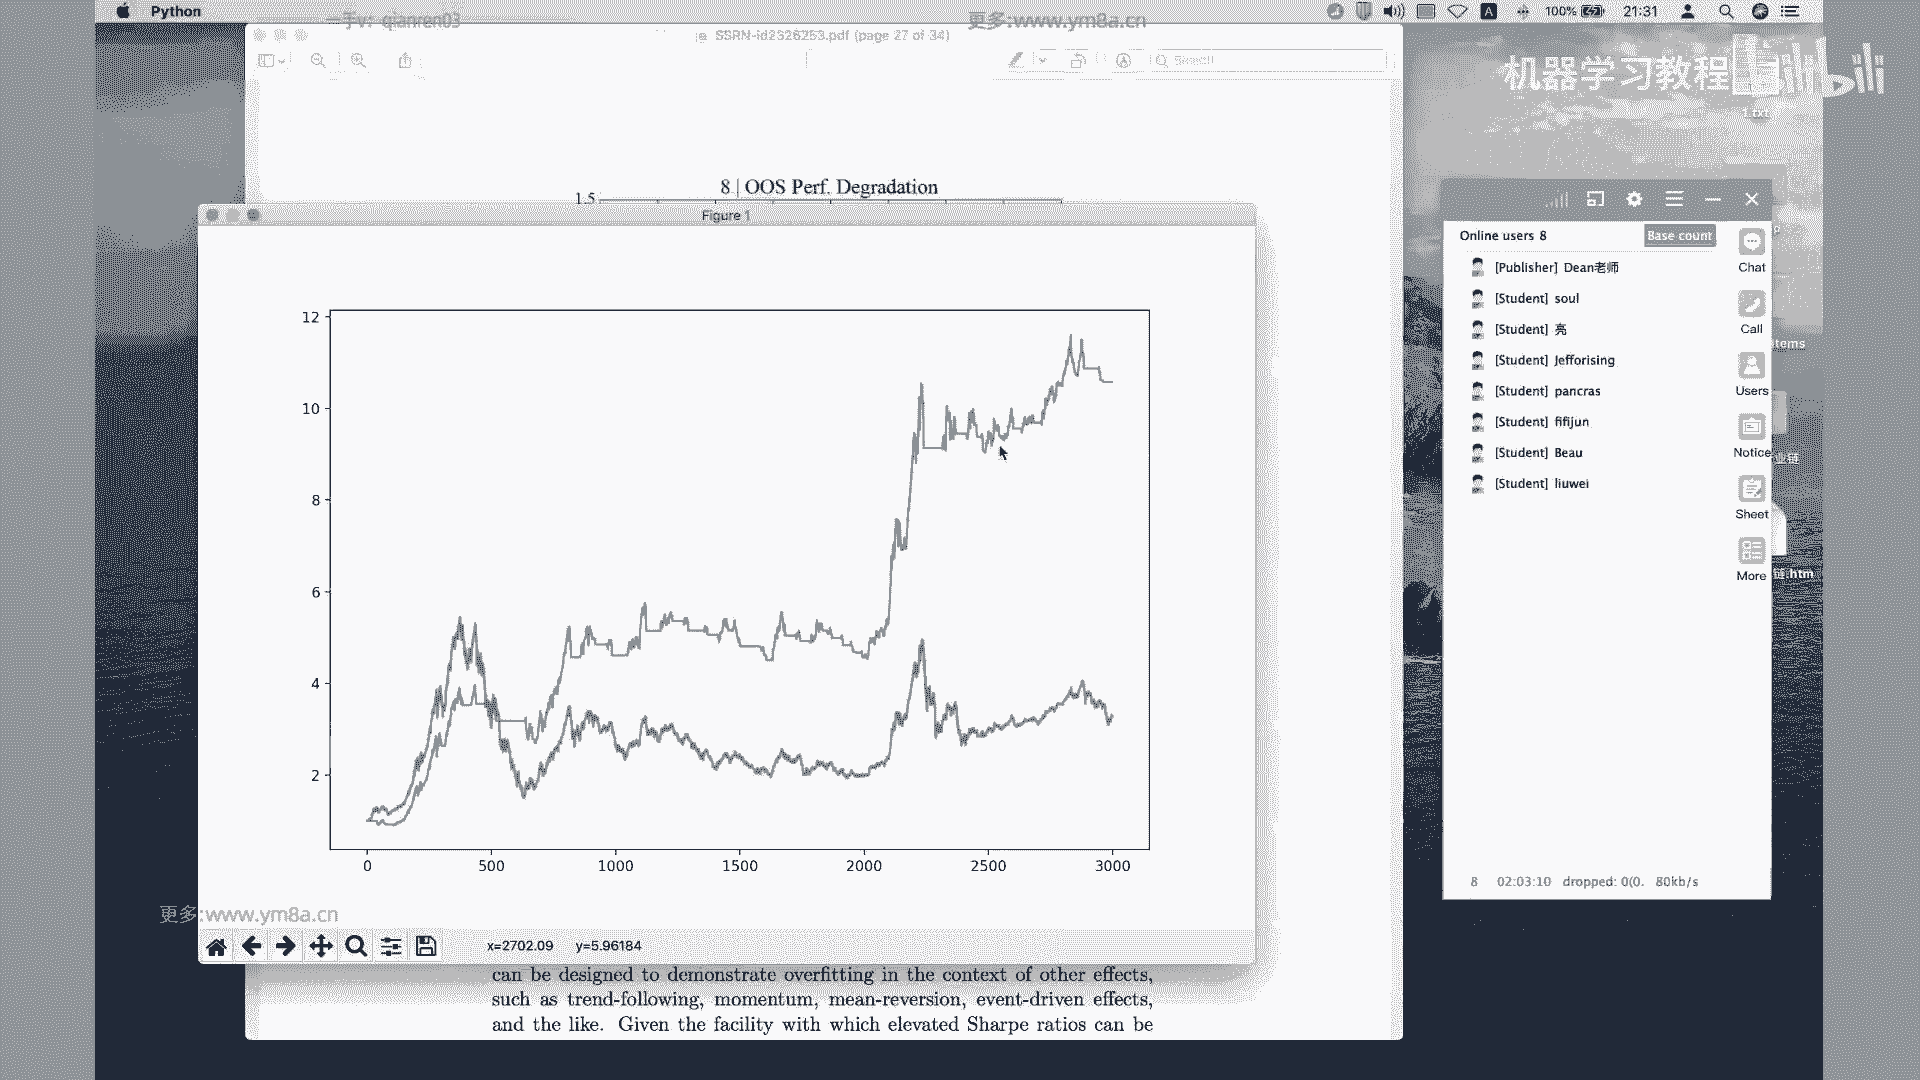 Python
一手v: qianren03
更多:www.ym8a.cn
100%
A
21:31
SSRN-id2326253.pdf (page 27 of 34)
Search
机器学习教程
bilibili
1.txt
8 | OOS Perf. Degradation
1.5
Figure 1
12
10
8
6
4
2
0 500 1000 1500 2000 2500 3000
更多:www.ym8a.cn
x=2702.09 y=5.96184
can be designed to demonstrate overfitting in the context of other effects,
such as trend-following, momentum, mean-reversion, event-driven effects,
and the like. Given the facility with which elevated Sharpe ratios can be
Online users 8
Base count
[Publisher] Dean老师
[Student] soul
[Student] 亮
[Student] Jefforising
[Student] pancras
[Student] fifijun
[Student] Beau
[Student] liuwei
Chat
Call
Users
Notice
Sheet
More
items
.htm
8 02:03:10 dropped: 0(0. 80kb/s